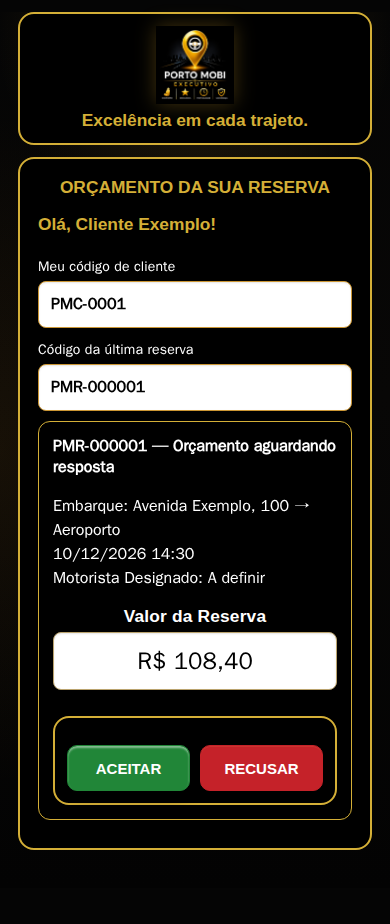 PORTO MOBI
EXECUTIVO
Excelência em cada trajeto.
ORÇAMENTO DA SUA RESERVA
Olá, Cliente Exemplo!
Meu código de cliente
PMC-0001
Código da última reserva
PMR-000001
PMR-000001 — Orçamento aguardando
resposta
Embarque: Avenida Exemplo, 100 →
Aeroporto
10/12/2026 14:30
Motorista Designado: A definir
Valor da Reserva
R$ 108,40
ACEITAR
RECUSAR